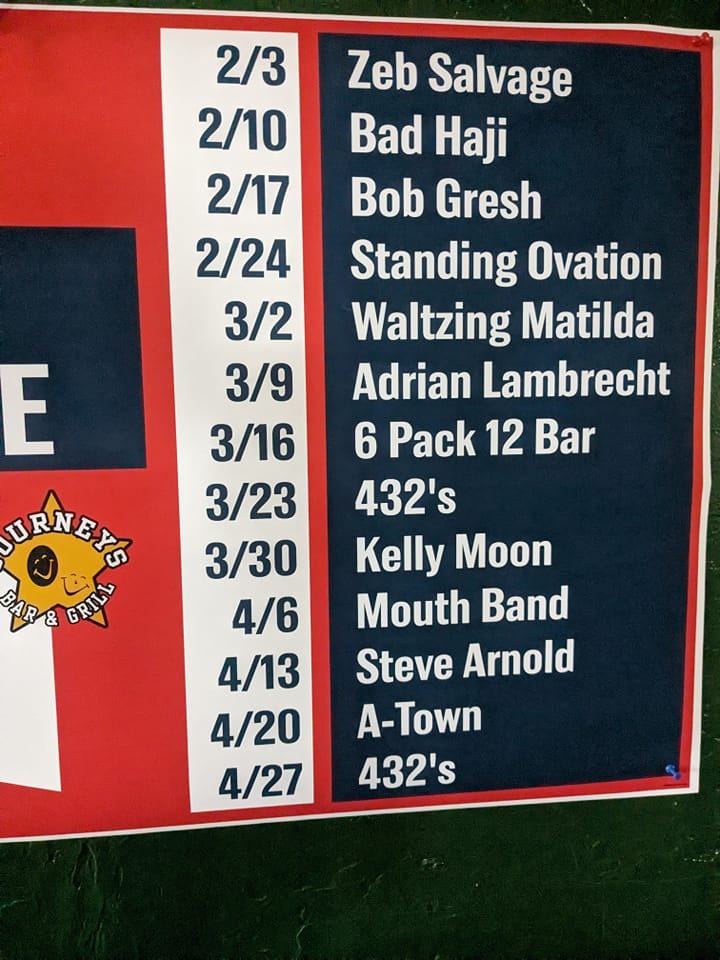 2/3 Zeb Salvage
2/10 Bad Haji
2/17 Bob Gresh
2/24 Standing Ovation
3/2 Waltzing Matilda
3/9 Adrian Lambrecht
3/16 6 Pack 12 Bar
3/23 432's
3/30 Kelly Moon
4/6 Mouth Band
4/13 Steve Arnold
4/20 A-Town
4/27 432's
E
OURNEYS
BAR & GRILL